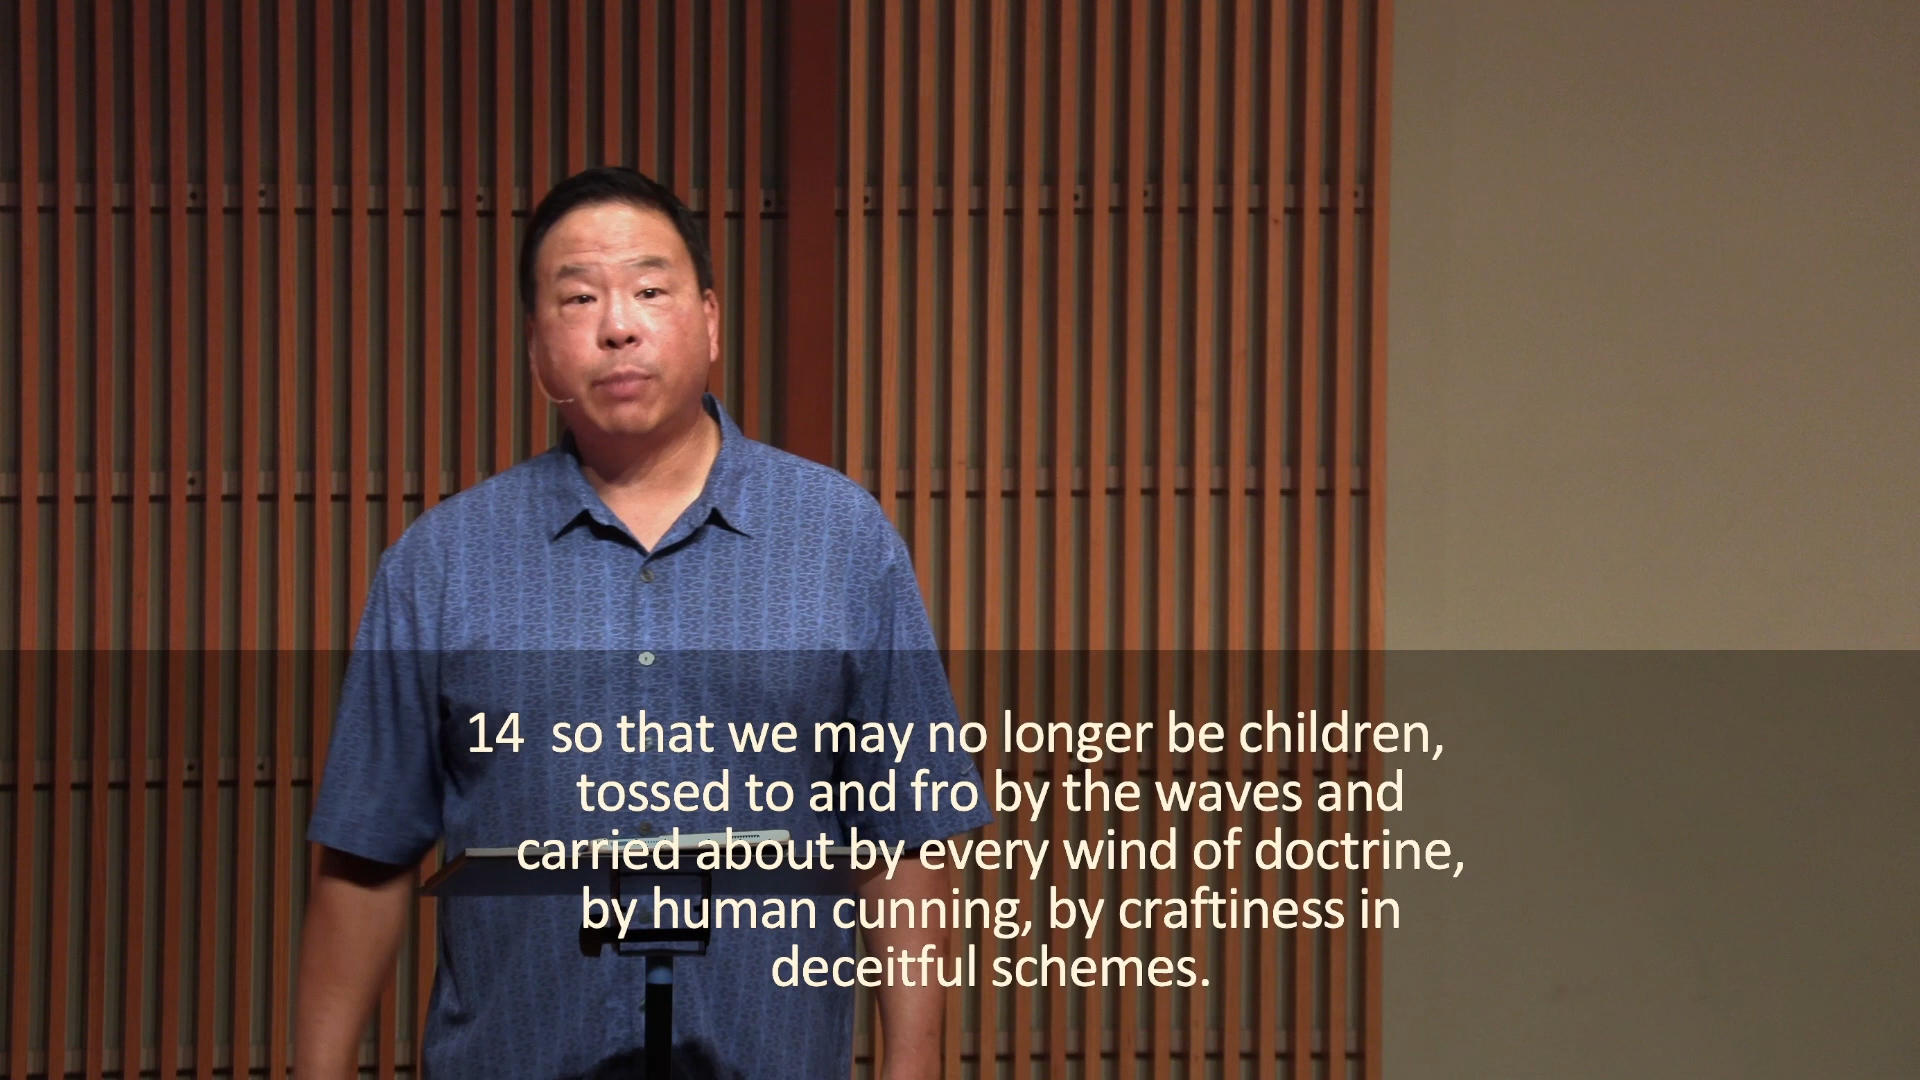 14  so that we may no longer be children,
tossed to and fro by the waves and
carried about by every wind of doctrine,
by human cunning, by craftiness in
deceitful schemes.